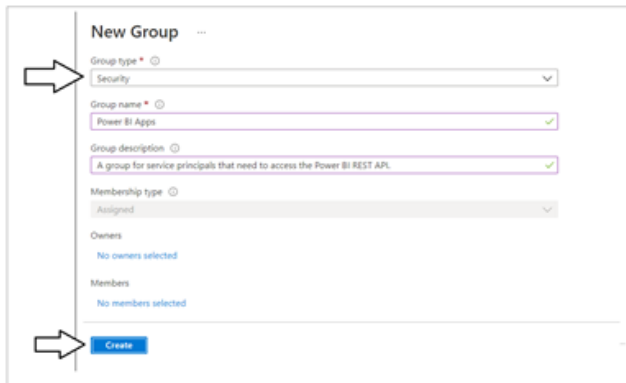 New Group ...
Group type *
Security
Group name *
Power BI Apps
Group description
A group for service principals that need to access the Power BI REST API.
Membership type
Assigned
Owners
No owners selected
Members
No members selected
Create